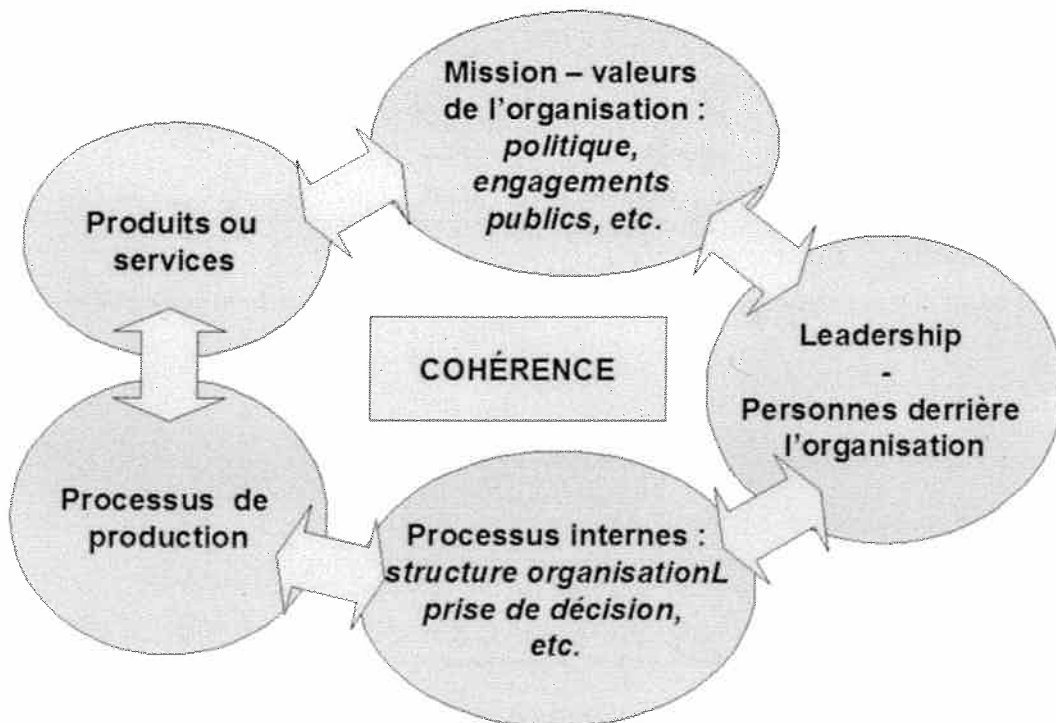 Mission – valeurs
de l'organisation :
politique,
engagements
publics, etc.
Produits ou
services
COHÉRENCE
Leadership
-
Personnes derrière
l'organisation
Processus de
production
Processus internes :
structure organisationL
prise de décision,
etc.